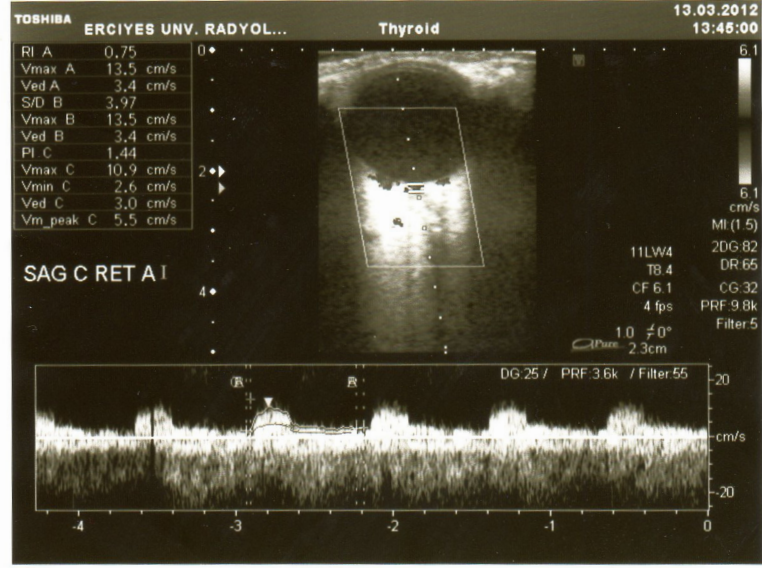 TOSHIBA
ERCIYES UNV. RADYOL...
Thyroid
13.03.2012
13:45:00
RI A 0.75
Vmax A 13.5 cm/s
Ved A 3.4 cm/s
S/D B 3.97
Vmax B 13.5 cm/s
Ved B 3.4 cm/s
PI C 1.44
Vmax C 10.9 cm/s
Vmin C 2.6 cm/s
Ved C 3.0 cm/s
Vm_peak C 5.5 cm/s
SAG C RET A
0
2
4
6.1
6.1
cm/s
MI (1.5)
2DG:82
DR:65
CG:32
PRF:9.8k
Filter:5
11LW4
T8.4
CF 6.1
4 fps
1.0 ≠0°
APure 2.3cm
DG:25 / PRF:3.6k / Filter:55
R R
20
cm/s
-20
-4 -3 -2 -1 0